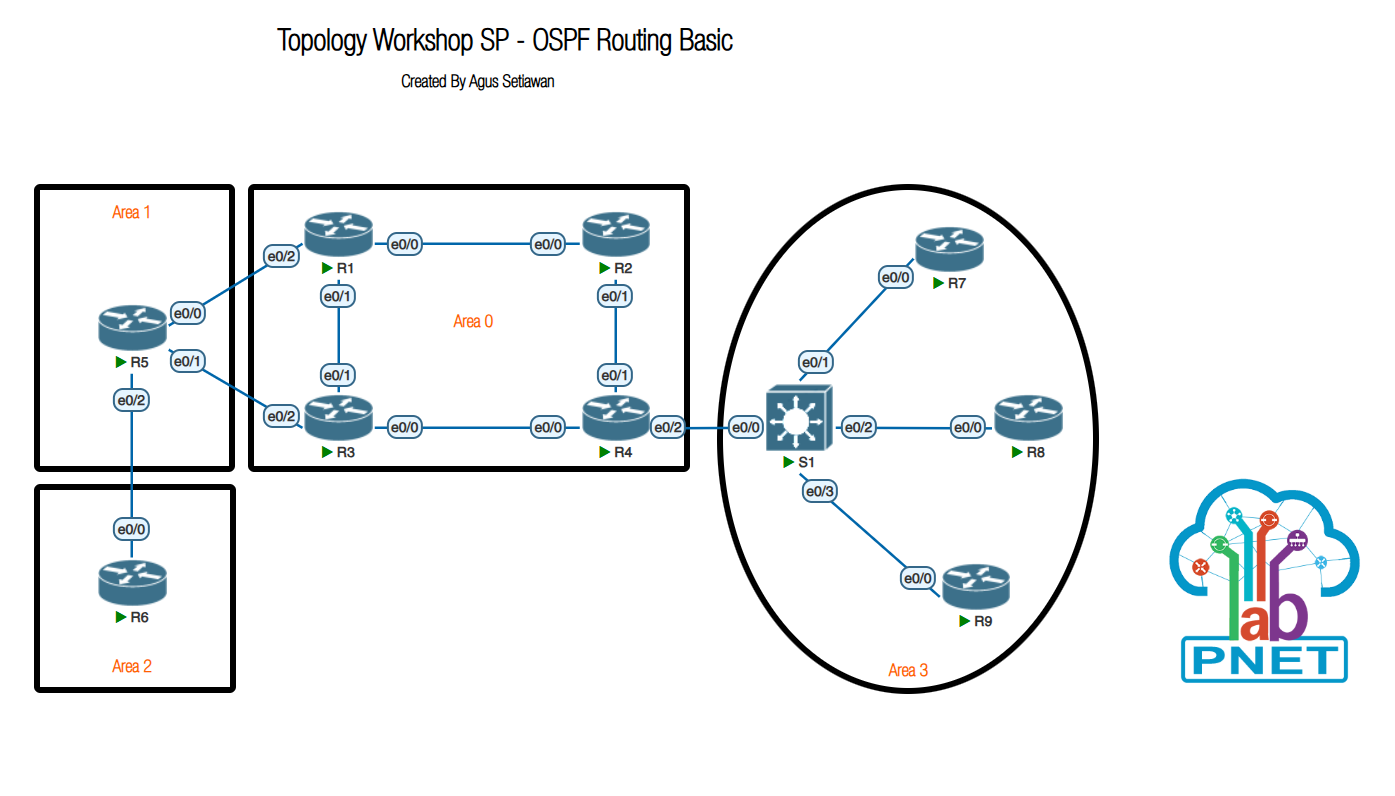 Topology Workshop SP - OSPF Routing Basic
Created By Agus Setiawan
Area 1
Area 0
Area 2
Area 3
R1
e0/0
e0/1
e0/2
R2
e0/0
e0/1
R3
e0/1
e0/0
e0/2
R4
e0/1
e0/0
e0/2
R5
e0/0
e0/1
e0/2
R6
e0/0
S1
e0/0
e0/1
e0/2
e0/3
R7
e0/0
R8
e0/0
R9
e0/0
lab
PNET